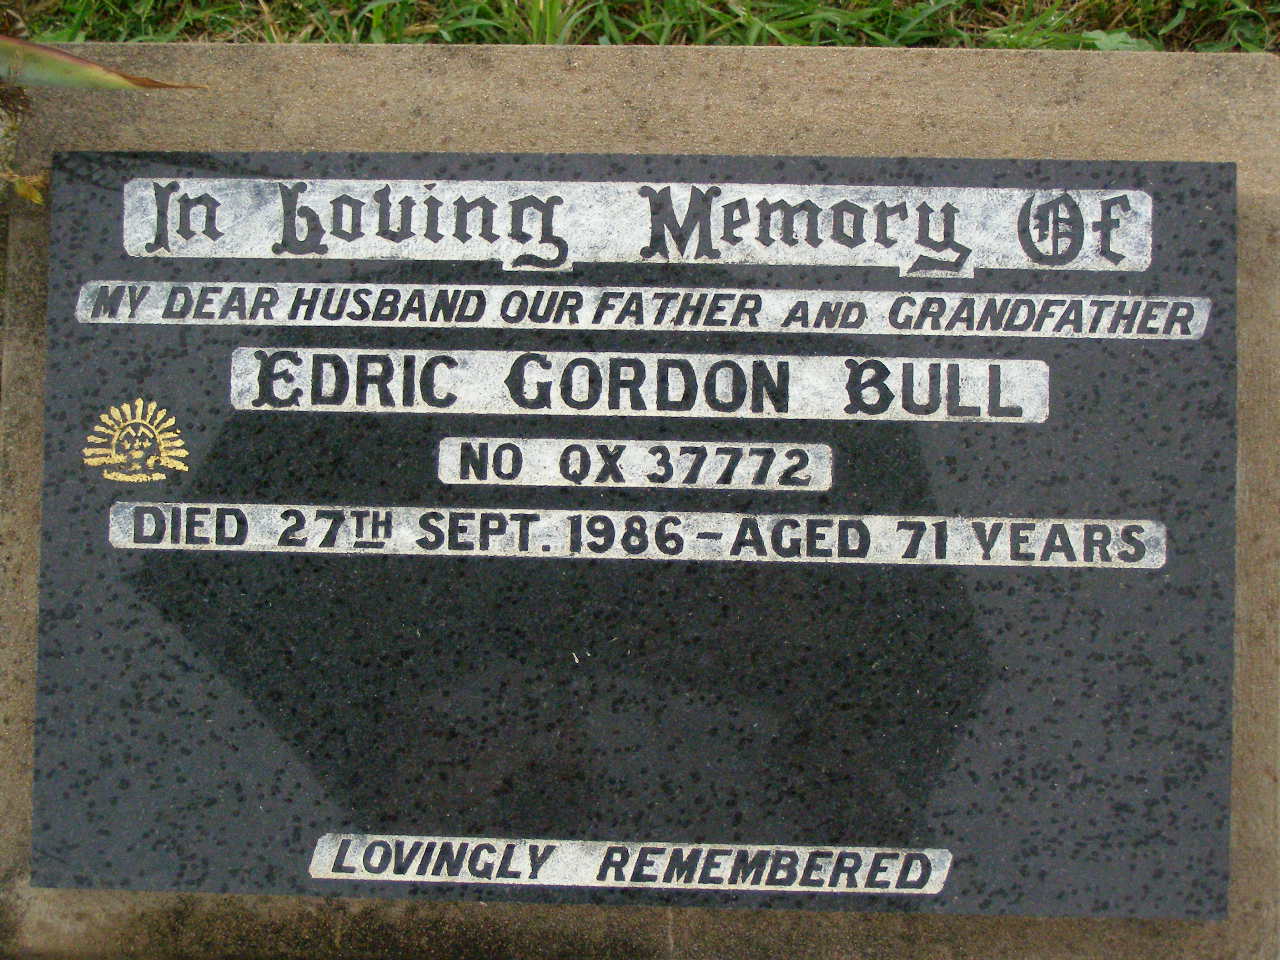 In Loving Memory Of
MY DEAR HUSBAND OUR FATHER AND GRANDFATHER
EDRIC GORDON BULL
NO QX 37772
DIED 27TH SEPT. 1986 - AGED 71 YEARS
LOVINGLY REMEMBERED